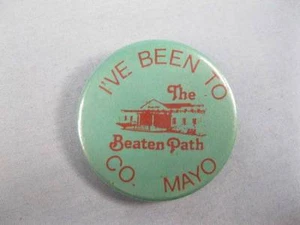 I'VE BEEN TO
The
Beaten Path
CO. MAYO